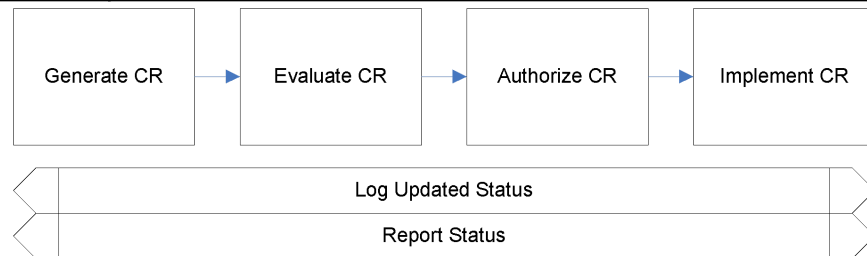 Generate CR
Evaluate CR
Authorize CR
Implement CR
Log Updated Status
Report Status